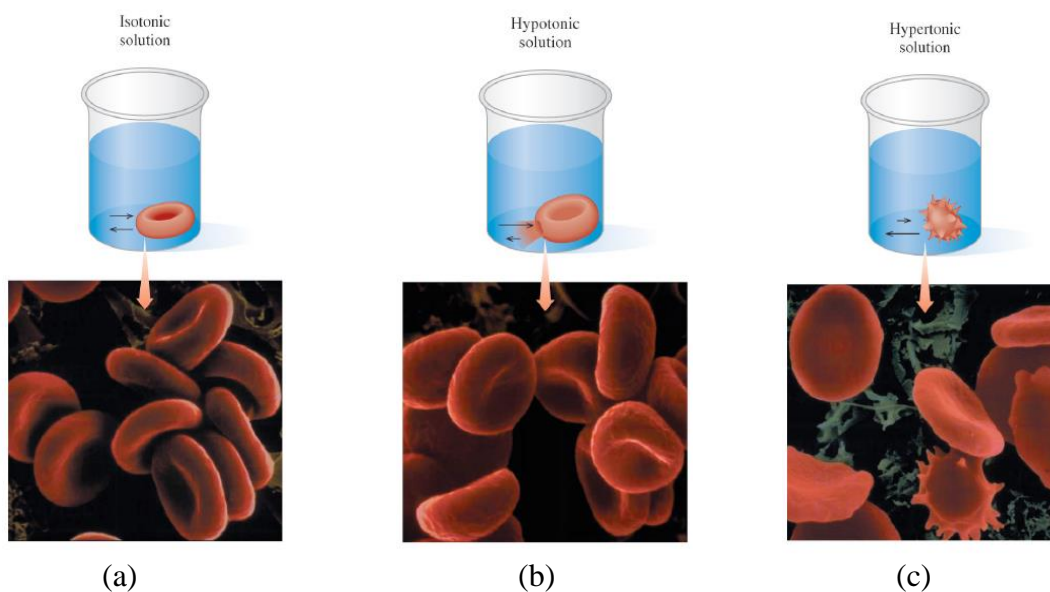 Isotonic
solution
Hypotonic
solution
Hypertonic
solution
(a)
(b)
(c)